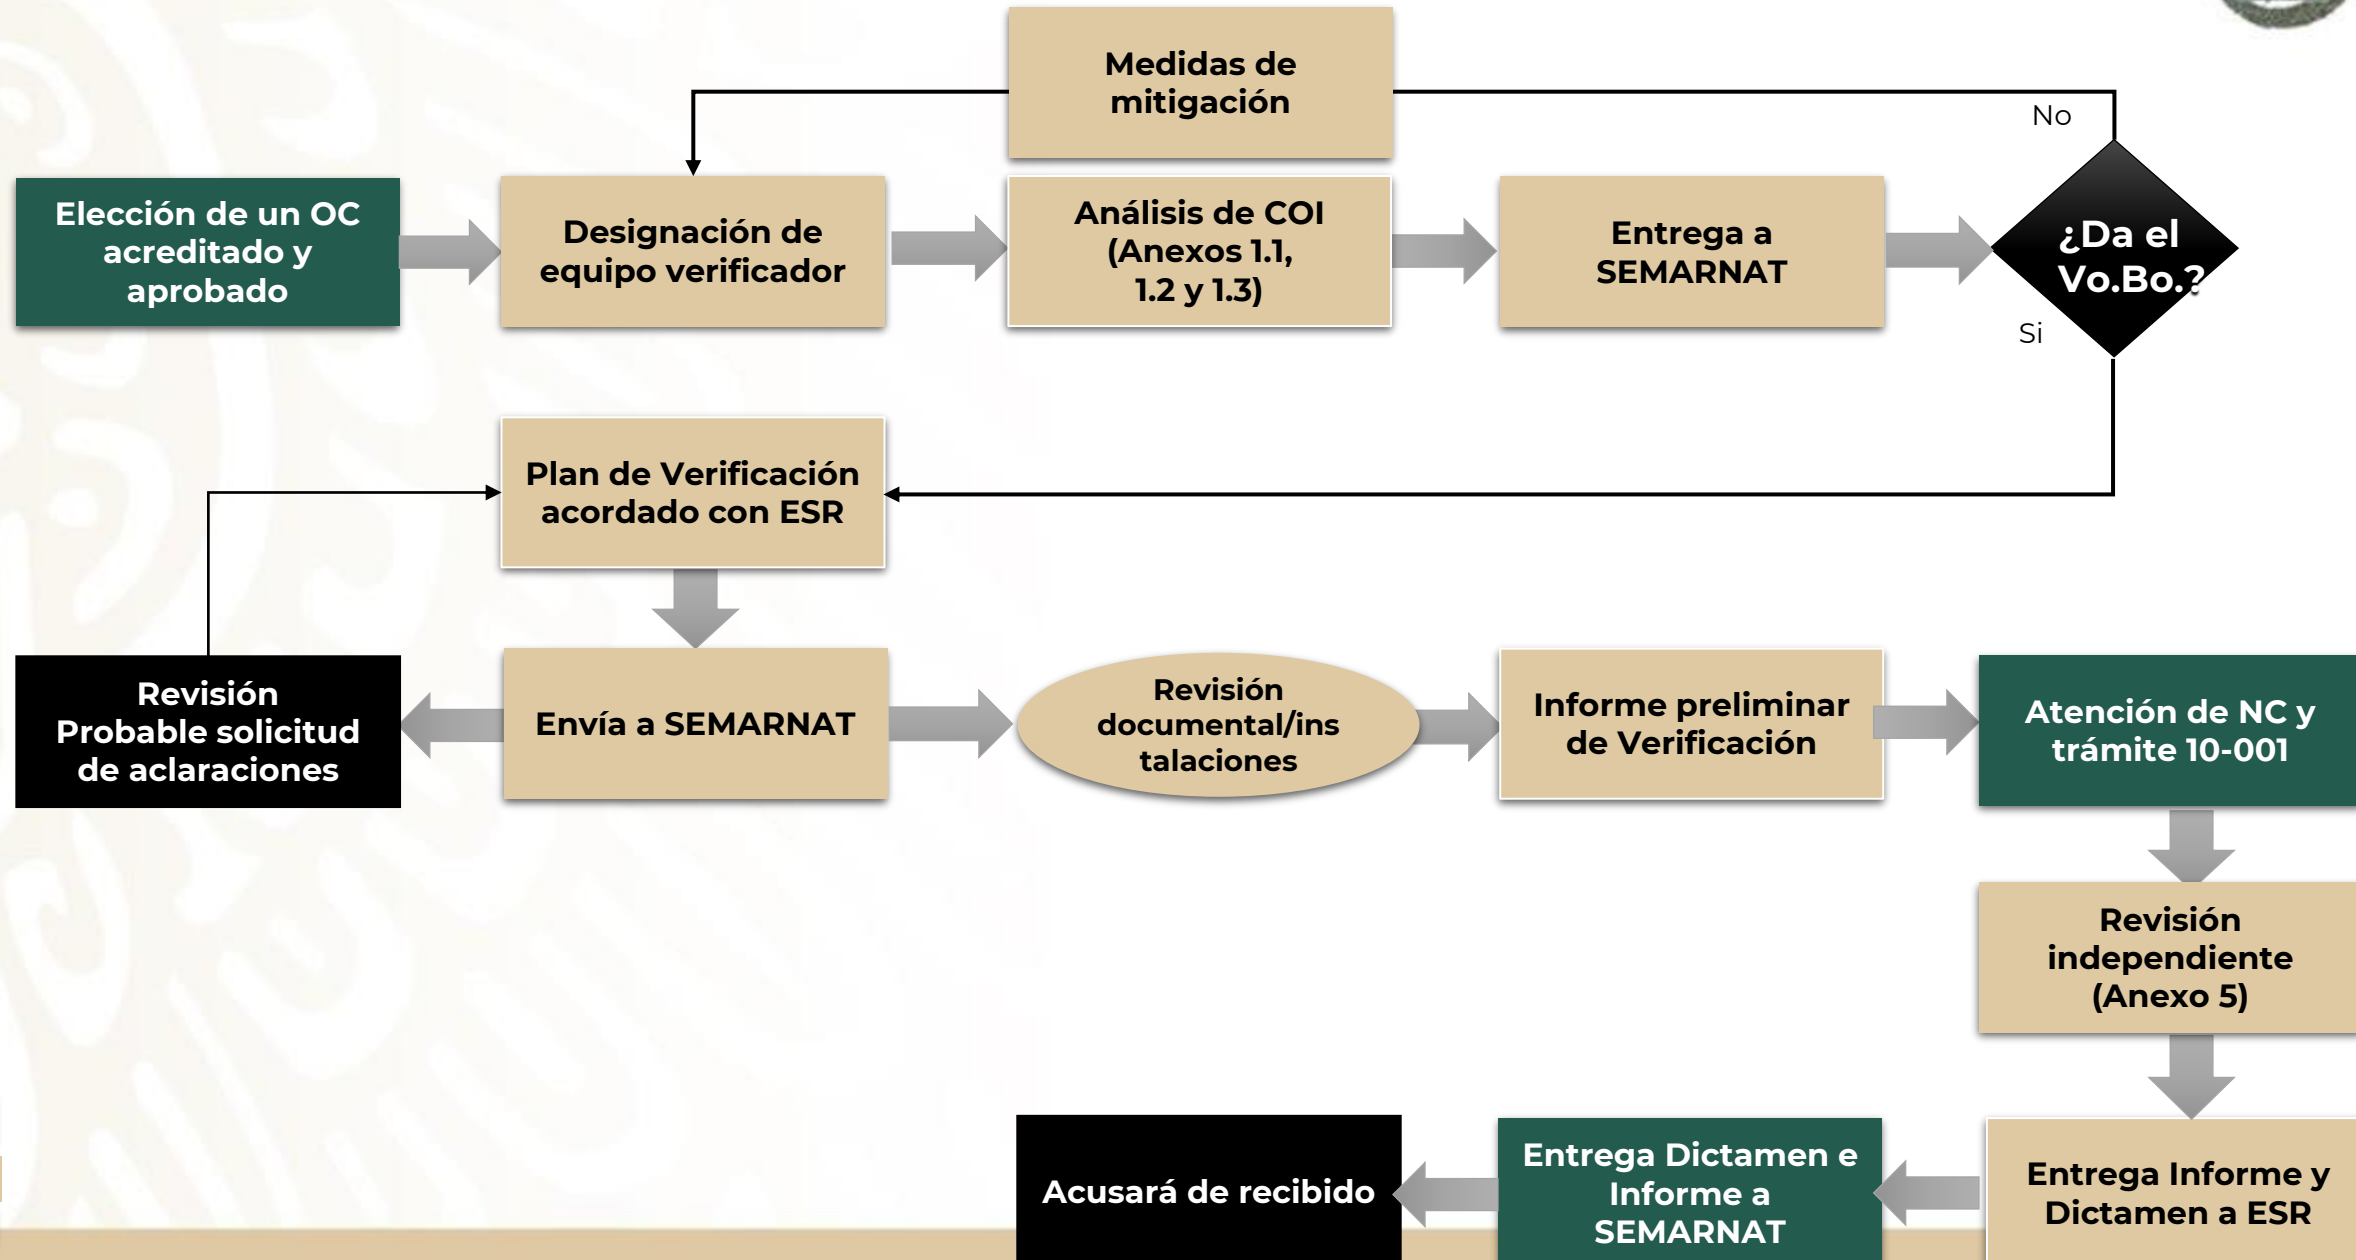 Medidas de
mitigación
No
Elección de un OC
acreditado y
aprobado
Designación de
equipo verificador
Análisis de COI
(Anexos 1.1,
1.2 y 1.3)
Entrega a
SEMARNAT
¿Da el
Vo.Bo.?
Si
Plan de Verificación
acordado con ESR
Revisión
Probable solicitud
de aclaraciones
Envía a SEMARNAT
Revisión
documental/ins
talaciones
Informe preliminar
de Verificación
Atención de NC y
trámite 10-001
Revisión
independiente
(Anexo 5)
Acusará de recibido
Entrega Dictamen e
Informe a
SEMARNAT
Entrega Informe y
Dictamen a ESR